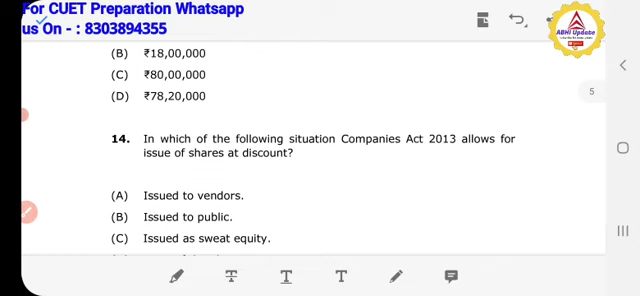 For CUET Preparation Whatsapp
us On - : 8303894355
ABHI Update
(B) ₹18,00,000
(C) ₹80,00,000
(D) ₹78,20,000
5
14. In which of the following situation Companies Act 2013 allows for
issue of shares at discount?
(A) Issued to vendors.
(B) Issued to public.
(C) Issued as sweat equity.
T
T
T